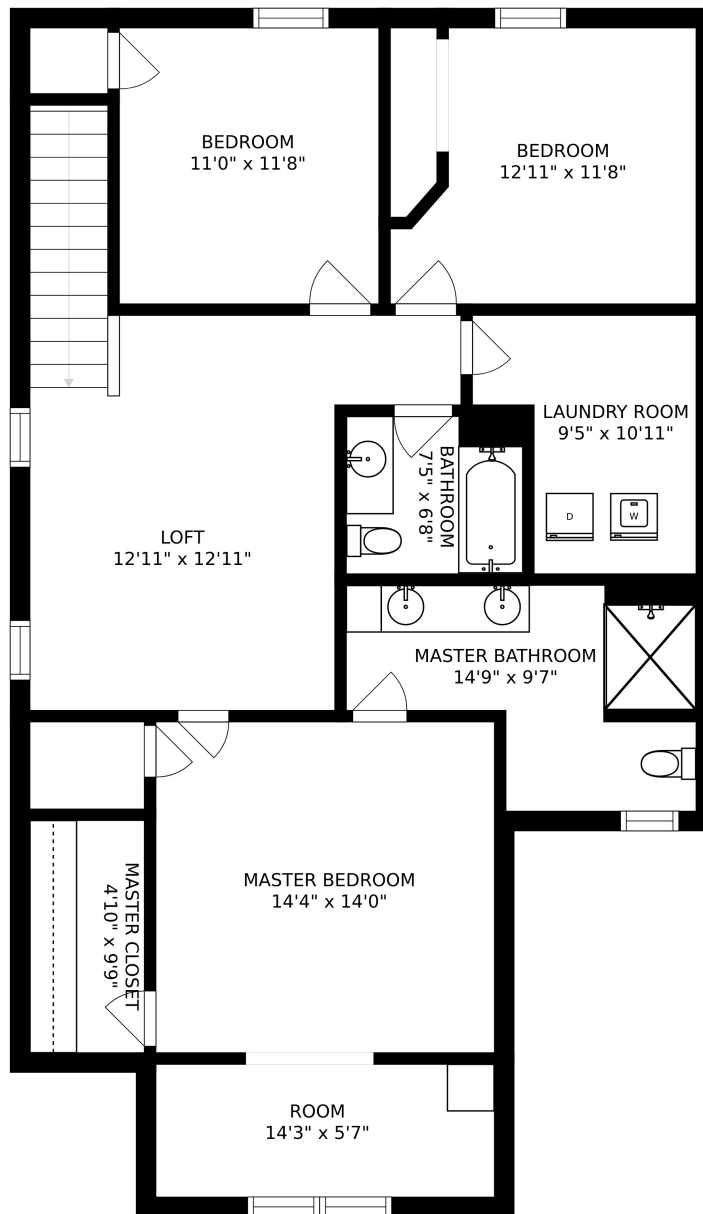 BEDROOM
11'0" x 11'8"
BEDROOM
12'11" x 11'8"
LAUNDRY ROOM
9'5" x 10'11"
BATHROOM
7'5" x 6'8"
D
W
LOFT
12'11" x 12'11"
MASTER BATHROOM
14'9" x 9'7"
MASTER BEDROOM
14'4" x 14'0"
MASTER CLOSET
4'10" x 9'9"
ROOM
14'3" x 5'7"